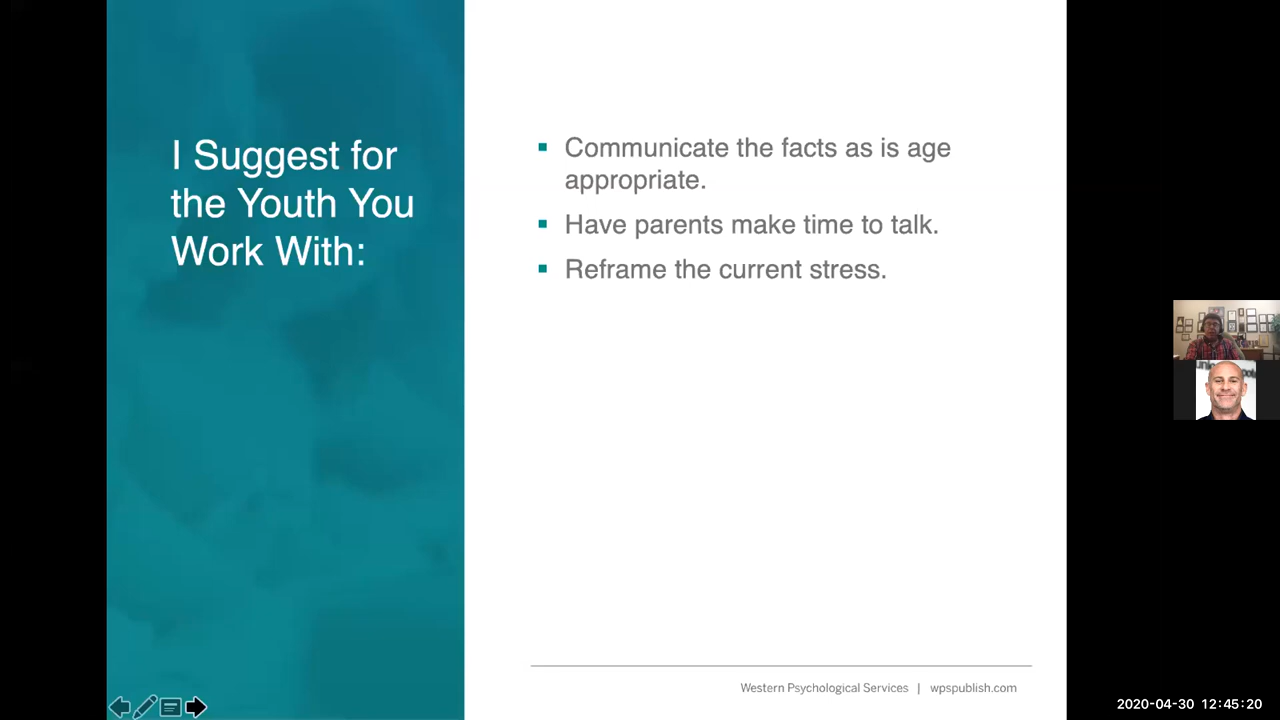 I Suggest for
the Youth You
Work With:
▪ Communicate the facts as is age
appropriate.
▪ Have parents make time to talk.
▪ Reframe the current stress.
Western Psychological Services | wpspublish.com
2020-04-30 12:45:20